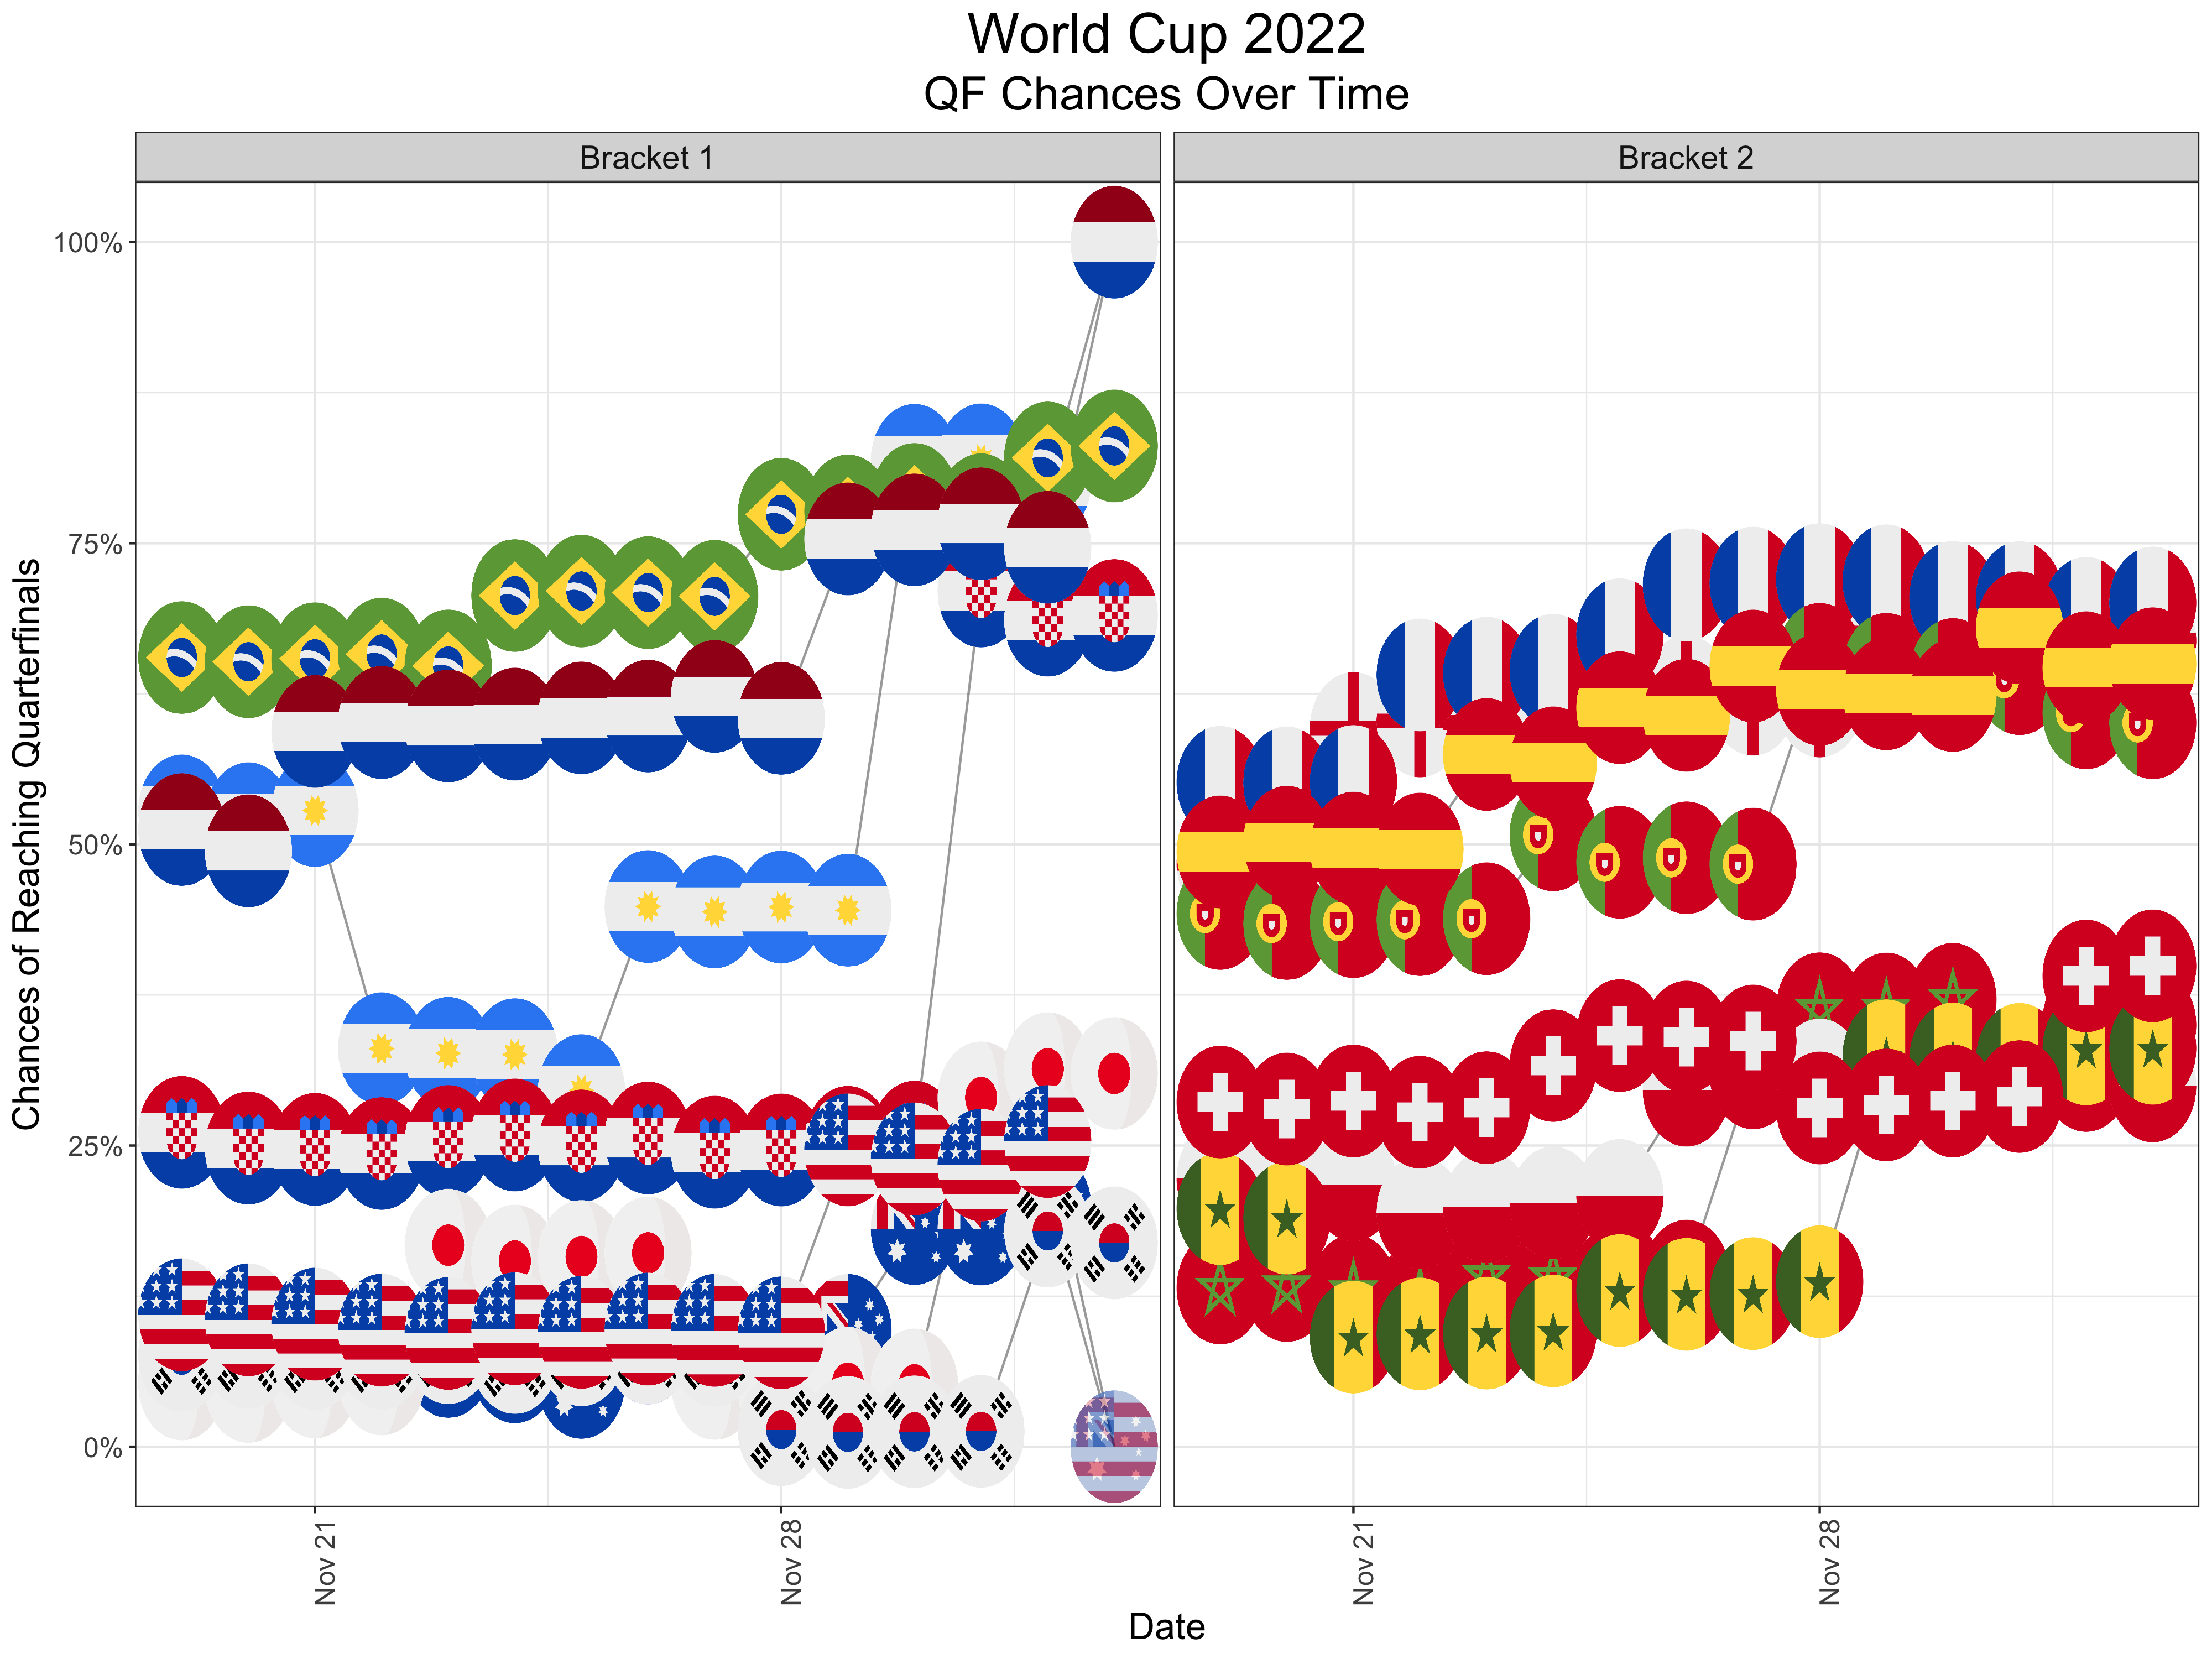 World Cup 2022
QF Chances Over Time
Bracket 1
Bracket 2
100%
75%
50%
25%
0%
Chances of Reaching Quarterfinals
Nov 21
Nov 28
Nov 21
Nov 28
Date